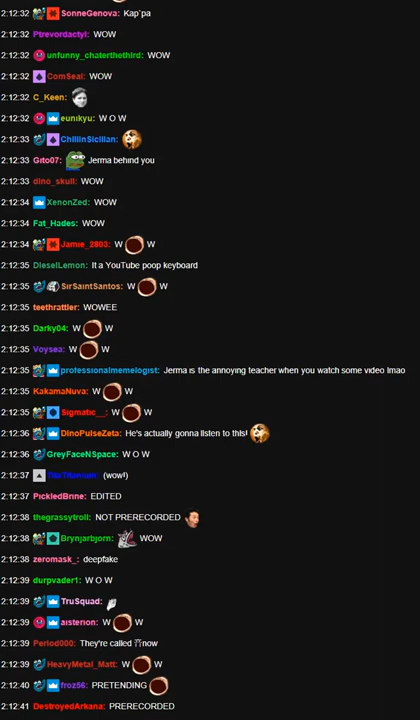 2:12:32 SonneGenova: Kap`pa
2:12:32 Ptrevordactyl: WOW
2:12:32 unfunny_chaterthethird: WOW
2:12:32 ComSeal: WOW
2:12:32 C_Keen:
2:12:32 eunikyu: W O W
2:12:33 ChillinSicilian:
2:12:33 Gito07: Jerma behind you
2:12:33 dino_skull: WOW
2:12:34 XenonZed: WOW
2:12:34 Fat_Hades: WOW
2:12:34 Jamie_2803: W W
2:12:35 DieselLemon: It a YouTube poop keyboard
2:12:35 SirSaintSantos: W W
2:12:35 teethrattler: WOWEE
2:12:35 Darky04: W W
2:12:35 Voysea: W W
2:12:35 professionalmemelogist: Jerma is the annoying teacher when you watch some video lmao
2:12:35 KakamaNuva: W W
2:12:35 Sigmatic__: W W
2:12:36 DinoPulseZeta: He's actually gonna listen to this!
2:12:36 GreyFaceNSpace: W O W
2:12:37 (wow!)
2:12:37 PickledBrine: EDITED
2:12:38 thegrassytroll: NOT PRERECORDED
2:12:38 Brynjarbjorn: WOW
2:12:38 zeromask_: deepfake
2:12:39 durpvader1: W O W
2:12:39 TruSquad:
2:12:39 aisterion: W W
2:12:39 Period000: They're called now
2:12:39 HeavyMetal_Matt: W W
2:12:40 froz56: PRETENDING
2:12:41 DestroyedArkana: PRERECORDED